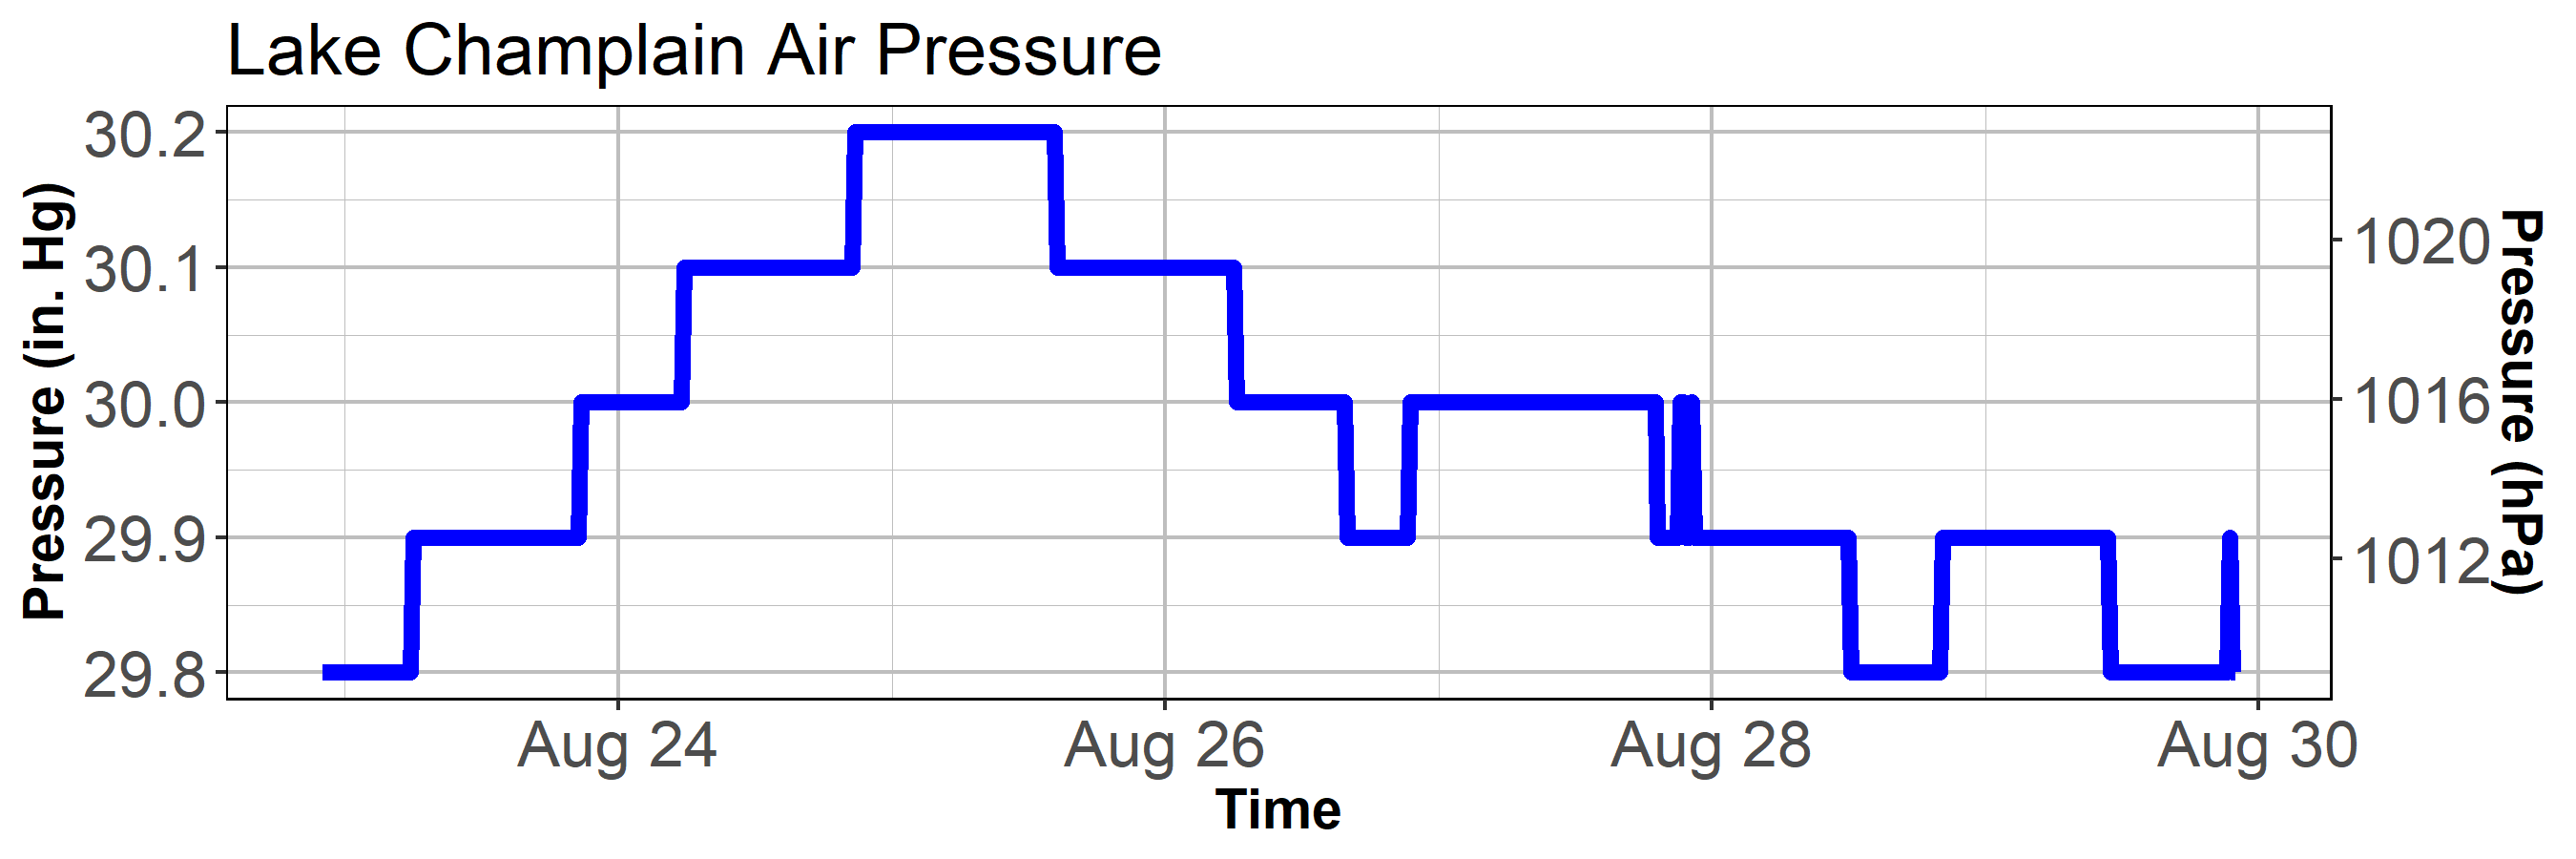 Lake Champlain Air Pressure
Pressure (in. Hg)
30.2
30.1
30.0
29.9
29.8
1020
1016
1012
Pressure (hPa)
Aug 24
Aug 26
Aug 28
Aug 30
Time